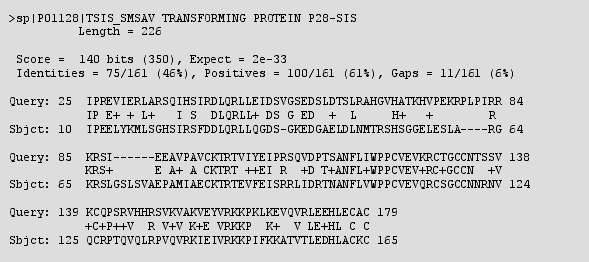 >sp|P01128|TSIS_SMSAV TRANSFORMING PROTEIN P28-SIS
Length = 226
Score = 140 bits (350), Expect = 2e-33
Identities = 75/161 (46%), Positives = 100/161 (61%), Gaps = 11/161 (6%)
Query: 25 IPREVIERLARSQIHSIRDLQRLLEIDSVGSEDSLDTSLRAHGVHATKHVPEKRPLPIRR 84
IP E+ + L+ I S DLQRLL+ DS G ED + L H+ + R
Sbjct: 10 IPEELYKMLSGHSIRSFDDLQRLLQGDS-GKEDGAELDLNMTRSHSGGELESLA----RG 64
Query: 85 KRSI------EEAVPAVCKTRTVIYEIPRSQVDPTSANFLIWPPCVEVKRCTGCCNTSSV 138
KRS+ E A+ A CKTRT ++EI R +D T+ANFL+WPPCVEV+RC+GCCN +V
Sbjct: 65 KRSLGSLSVAEPAMIAECKTRTEVFEISRRLIDRTNANFLVWPPCVEVQRCSGCCNNRNV 124
Query: 139 KCQPSRVHHRSVKVAKVEYVRKKPKLKEVQVRLEEHLECAC 179
+C+P++V R V+V K+E VRKKP K+ V LE+HL C C
Sbjct: 125 QCRPTQVQLRPVQVRKIEIVRKKPIFKKATVTLEDHLACKC 165